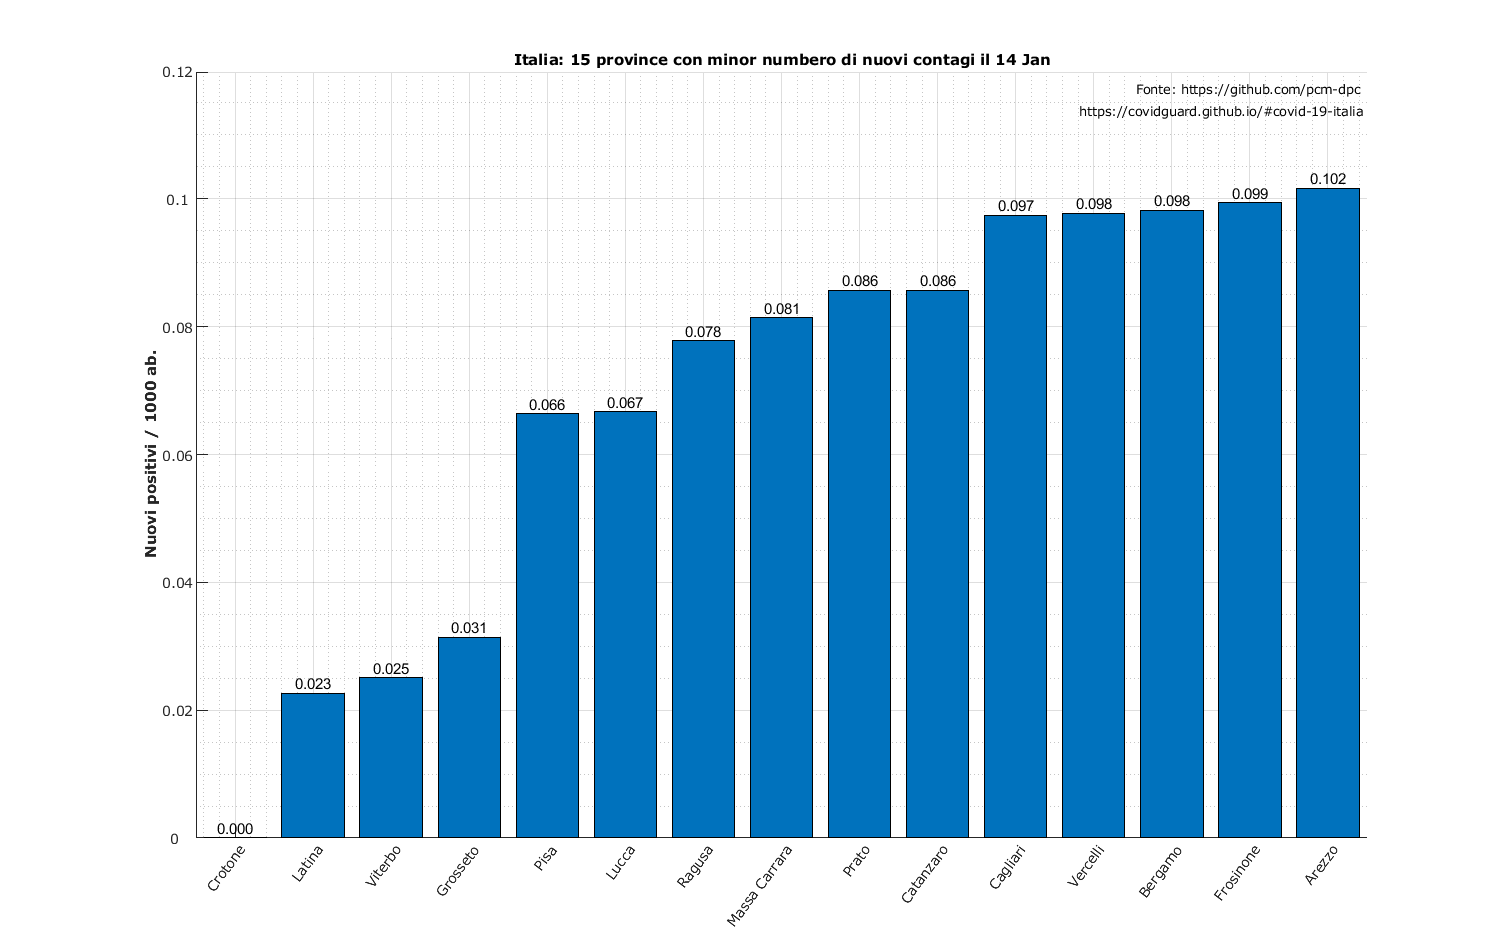 Italia: 15 province con minor numbero di nuovi contagi il 14 Jan
Fonte: https://github.com/pcm-dpc
https://covidguard.github.io/#covid-19-italia
Nuovi positivi / 1000 ab.
0.12
0.1
0.08
0.06
0.04
0.02
0
0.000
0.023
0.025
0.031
0.066
0.067
0.078
0.081
0.086
0.086
0.097
0.098
0.098
0.099
0.102
Crotone
Latina
Viterbo
Grosseto
Pisa
Lucca
Ragusa
Massa Carrara
Prato
Catanzaro
Cagliari
Vercelli
Bergamo
Frosinone
Arezzo